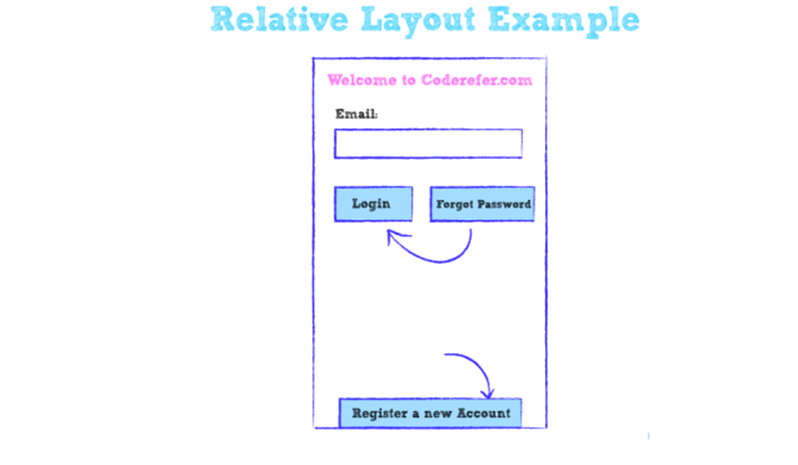 Relative Layout Example
Welcome to Coderefer.com
Email:
Login
Forgot Password
Register a new Account